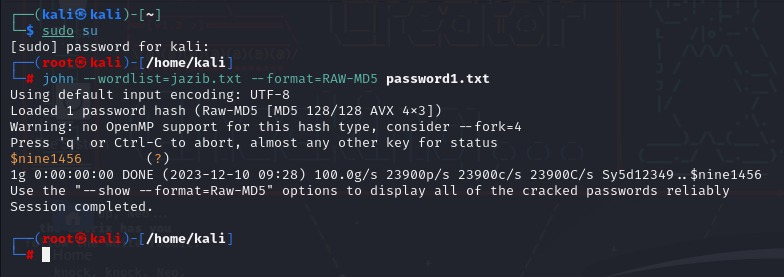 ┌──(kali㉿kali)-[~]
└─$ sudo su
[sudo] password for kali:
┌──(root㉿kali)-[/home/kali]
└─# john --wordlist=jazib.txt --format=RAW-MD5 password1.txt
Using default input encoding: UTF-8
Loaded 1 password hash (Raw-MD5 [MD5 128/128 AVX 4×3])
Warning: no OpenMP support for this hash type, consider --fork=4
Press 'q' or Ctrl-C to abort, almost any other key for status
$nine1456         (?)
1g 0:00:00:00 DONE (2023-12-10 09:28) 100.0g/s 23900p/s 23900c/s 23900C/s Sy5d12349..$nine1456
Use the "--show --format=Raw-MD5" options to display all of the cracked passwords reliably
Session completed.
┌──(root㉿kali)-[/home/kali]
└─#
Home
knock, knock, Neo.